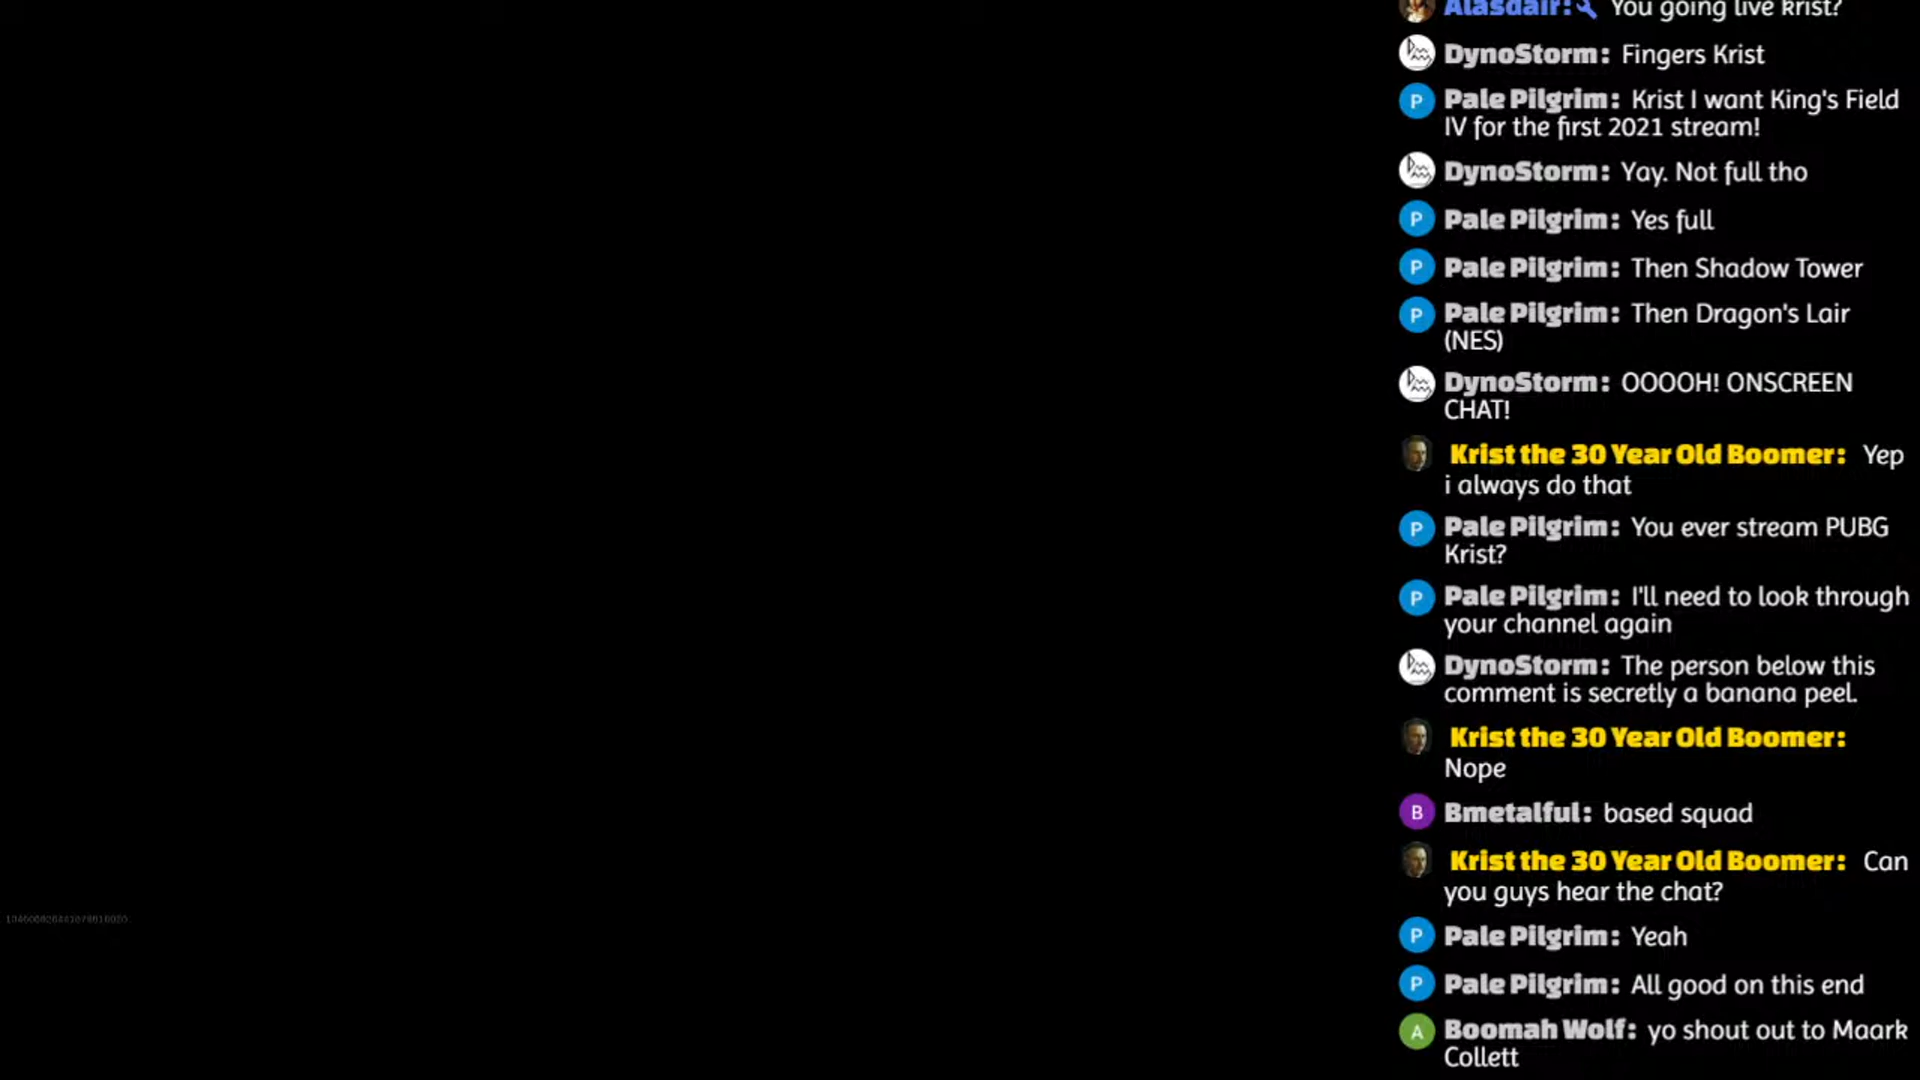 Alasdair: You going live krist?
DynoStorm: Fingers Krist
P Pale Pilgrim: Krist I want King's Field
IV for the first 2021 stream!
DynoStorm: Yay. Not full tho
P Pale Pilgrim: Yes full
P Pale Pilgrim: Then Shadow Tower
P Pale Pilgrim: Then Dragon's Lair
(NES)
DynoStorm: OOOOH! ONSCREEN
CHAT!
Krist the 30 Year Old Boomer: Yep
i always do that
P Pale Pilgrim: You ever stream PUBG
Krist?
P Pale Pilgrim: I'll need to look through
your channel again
DynoStorm: The person below this
comment is secretly a banana peel.
Krist the 30 Year Old Boomer:
Nope
B Bmetalful: based squad
Krist the 30 Year Old Boomer: Can
you guys hear the chat?
P Pale Pilgrim: Yeah
P Pale Pilgrim: All good on this end
A Boomah Wolf: yo shout out to Maark
Collett